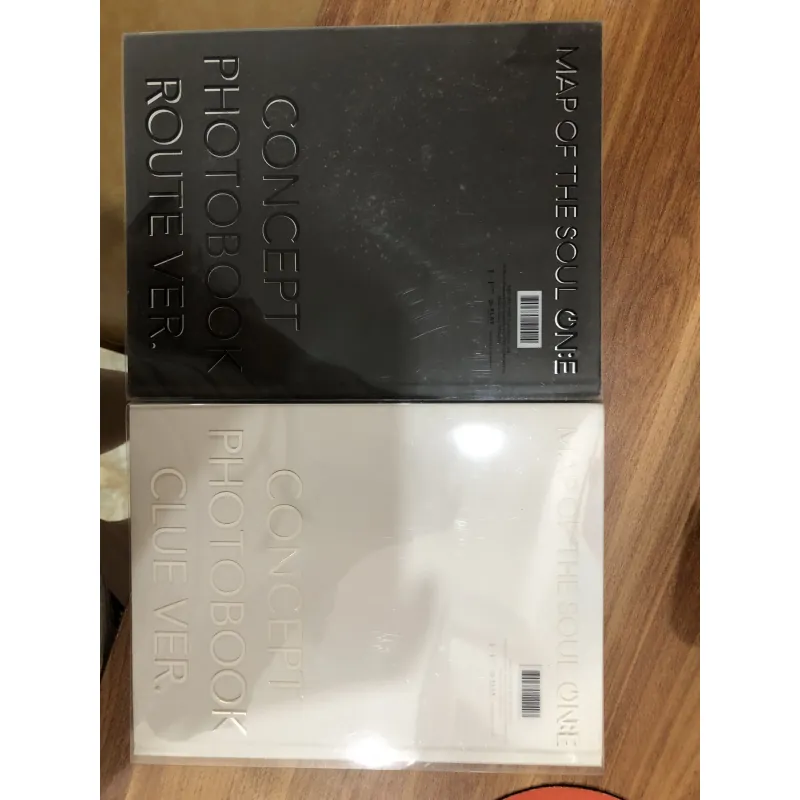 MAP OF THE SOUL ON:E
CONCEPT
PHOTOBOOK
ROUTE VER.
MAP OF THE SOUL ON:E
CONCEPT
PHOTOBOOK
CLUE VER.